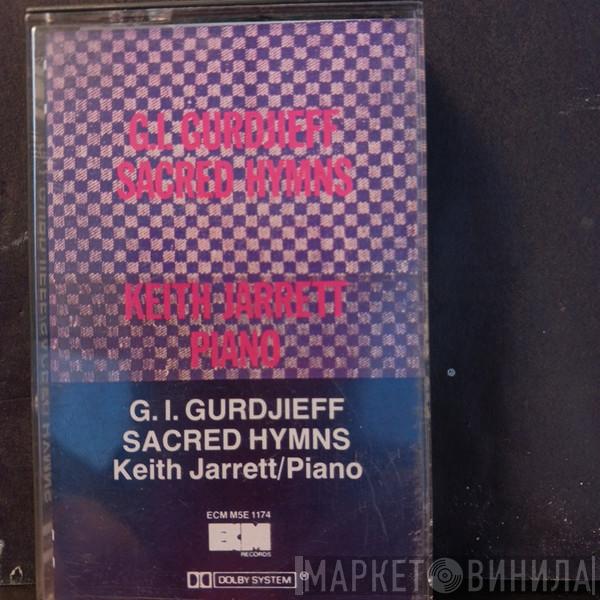 G.I. GURDJIEFF
SACRED HYMNS
KEITH JARRETT
PIANO
G. I. GURDJIEFF
SACRED HYMNS
Keith Jarrett/Piano
ECM M5E 1174
ECM
RECORDS
DOLBY SYSTEM®
МАРКЕТ ВИНИЛА